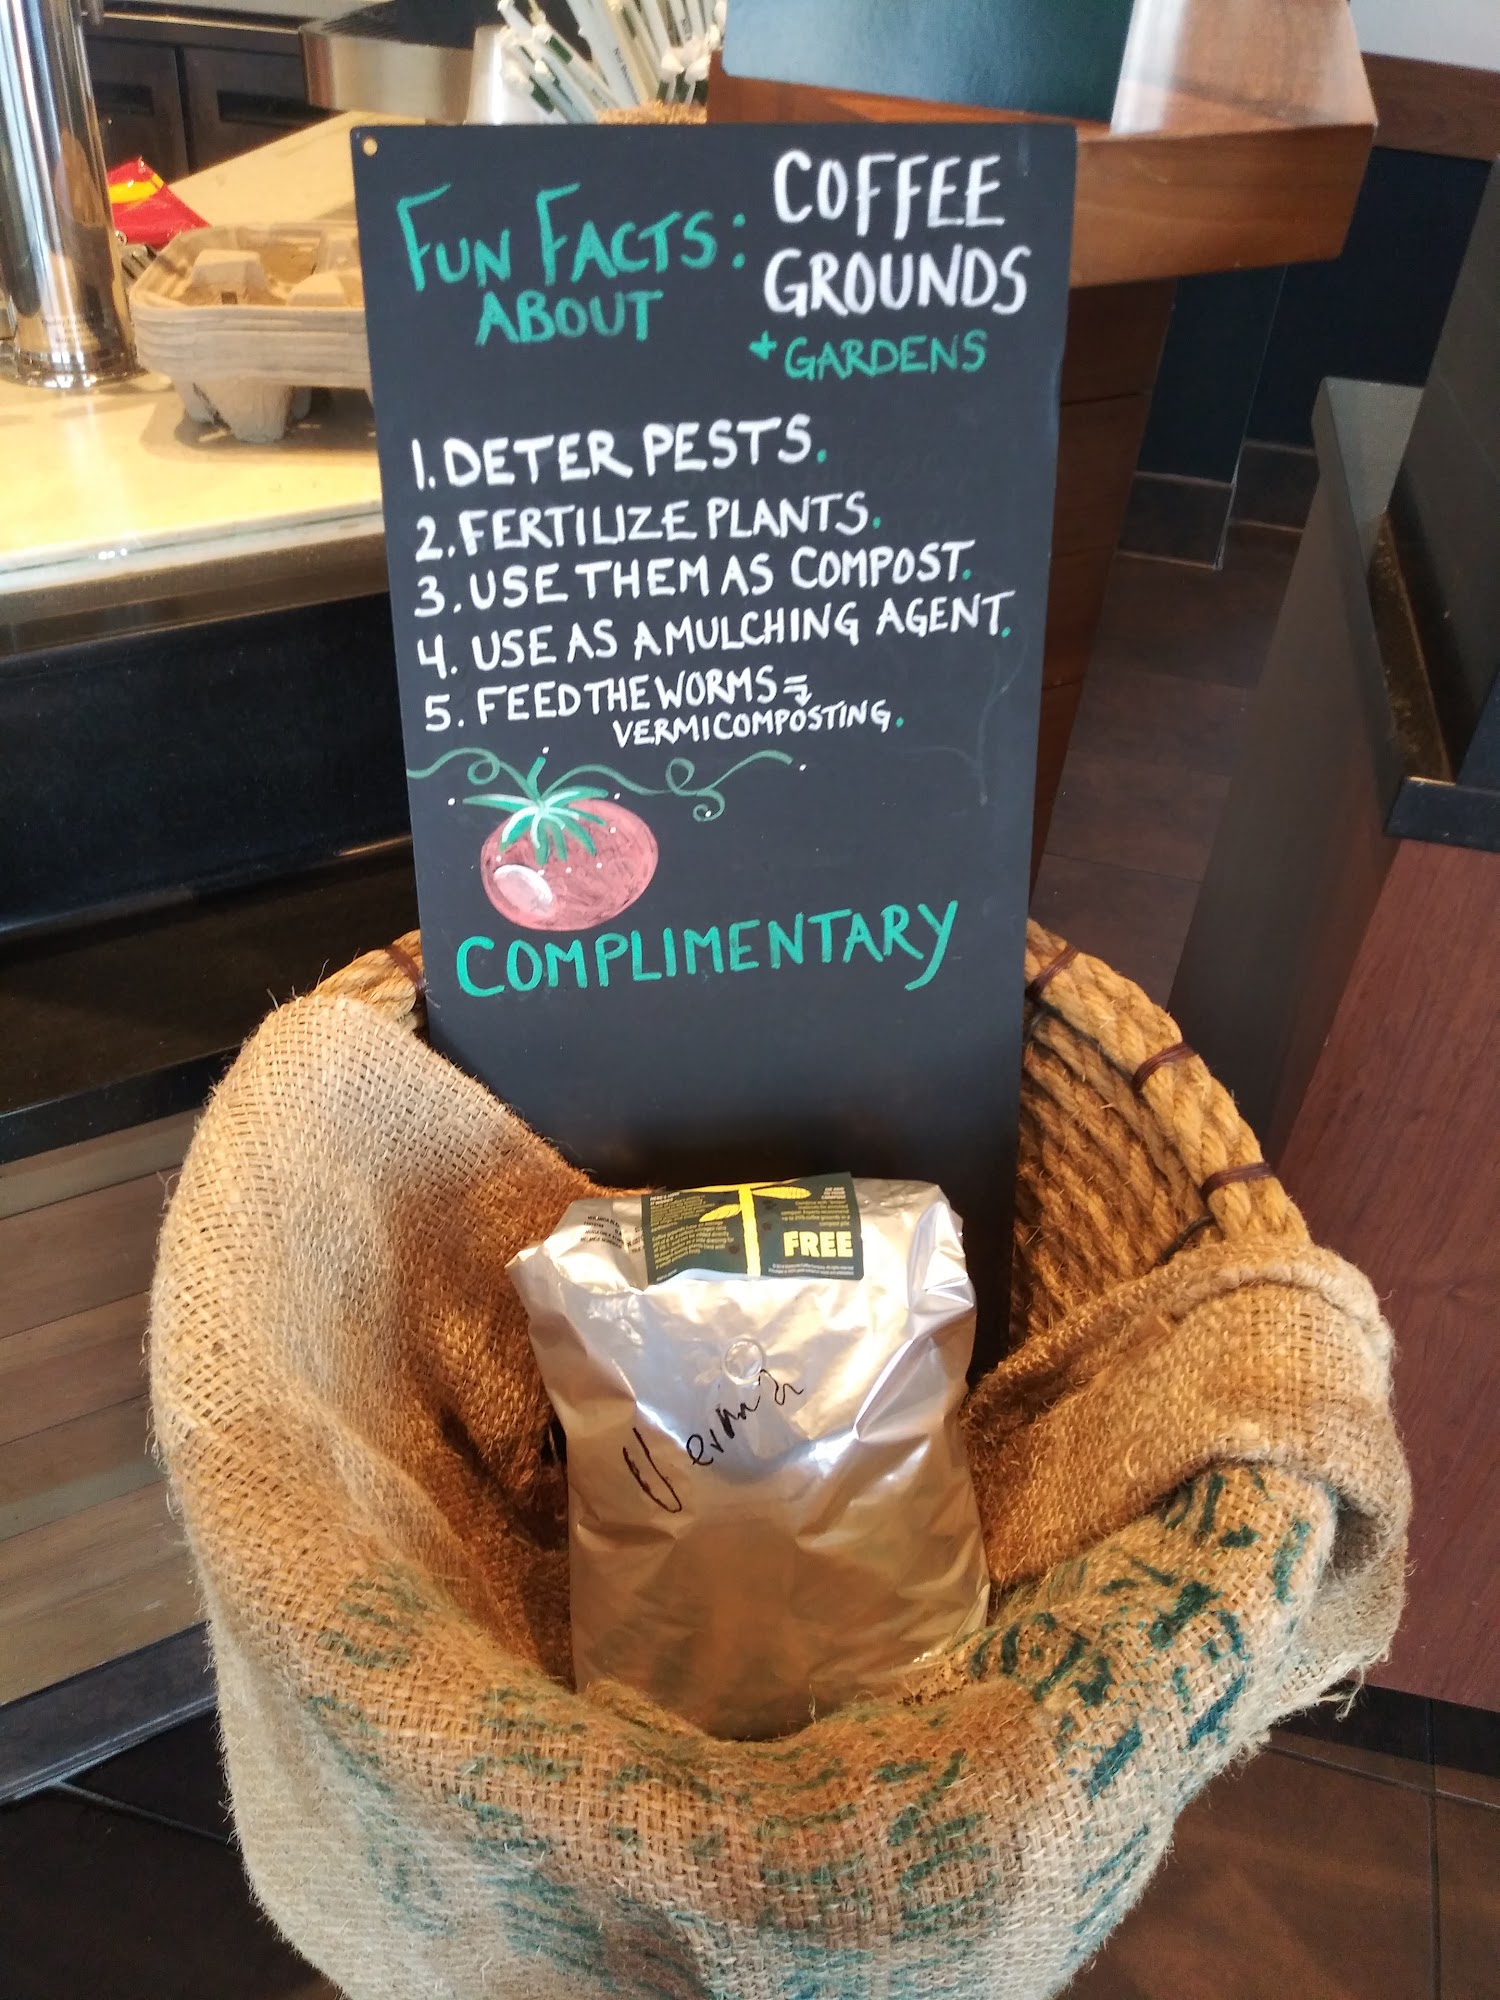 FUN FACTS:
ABOUT
COFFEE
GROUNDS
+ GARDENS
1. DETER PESTS.
2. FERTILIZE PLANTS.
3. USE THEM AS COMPOST.
4. USE AS A MULCHING AGENT.
5. FEED THE WORMS =
VERMICOMPOSTING.
COMPLIMENTARY
FREE